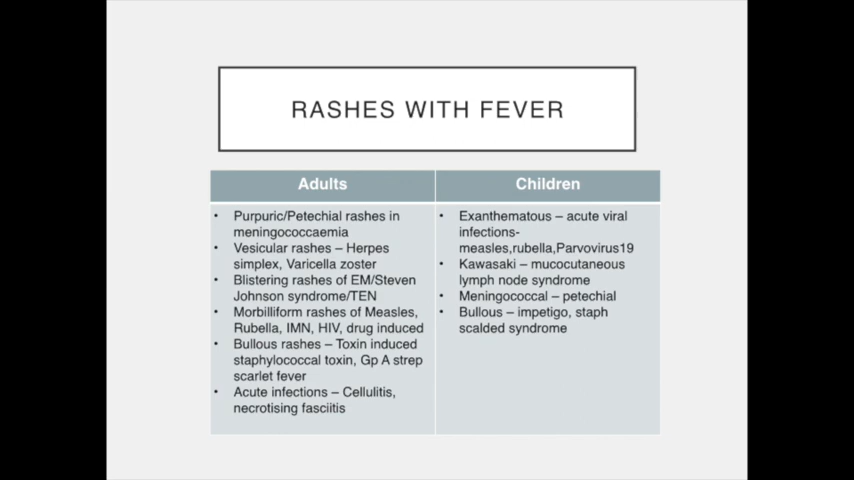 RASHES WITH FEVER
Adults
• Purpuric/Petechial rashes in
meningococcaemia
• Vesicular rashes – Herpes
simplex, Varicella zoster
• Blistering rashes of EM/Steven
Johnson syndrome/TEN
• Morbilliform rashes of Measles,
Rubella, IMN, HIV, drug induced
• Bullous rashes – Toxin induced
staphylococcal toxin, Gp A strep
scarlet fever
• Acute infections – Cellulitis,
necrotising fasciitis
Children
• Exanthematous – acute viral
infections-
measles,rubella,Parvovirus19
• Kawasaki – mucocutaneous
lymph node syndrome
• Meningococcal – petechial
• Bullous – impetigo, staph
scalded syndrome